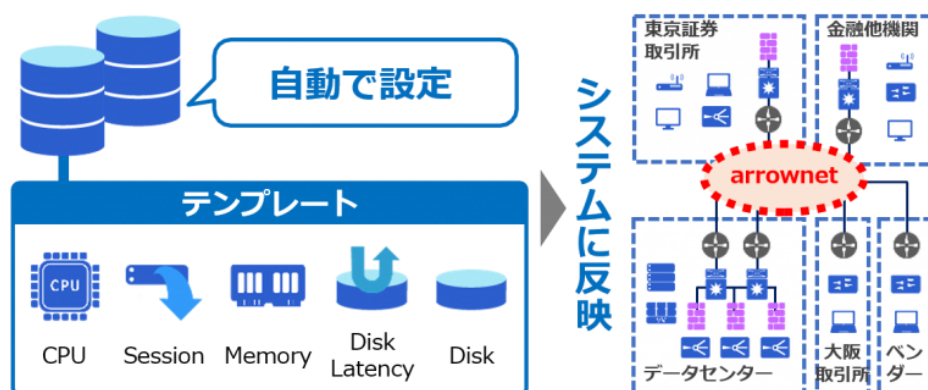 自動で設定
テンプレート
CPU
CPU
Session
Memory
Disk
Latency
Disk
システムに反映
東京証券
取引所
金融他機関
arrownet
データセンター
大阪
取引所
ベン
ダー